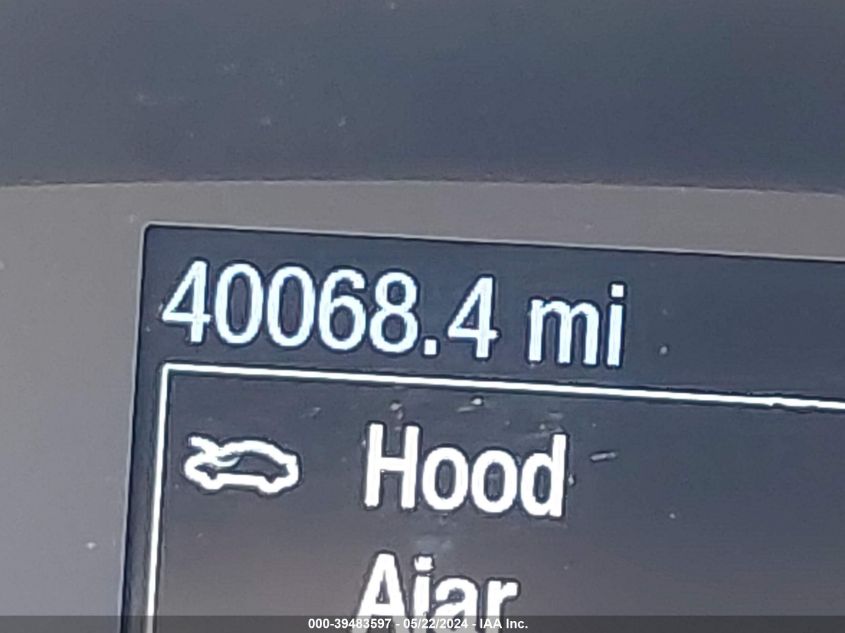 40068.4 mi
Hood
Ajar
000-39483597 - 05/22/2024 - IAA Inc.